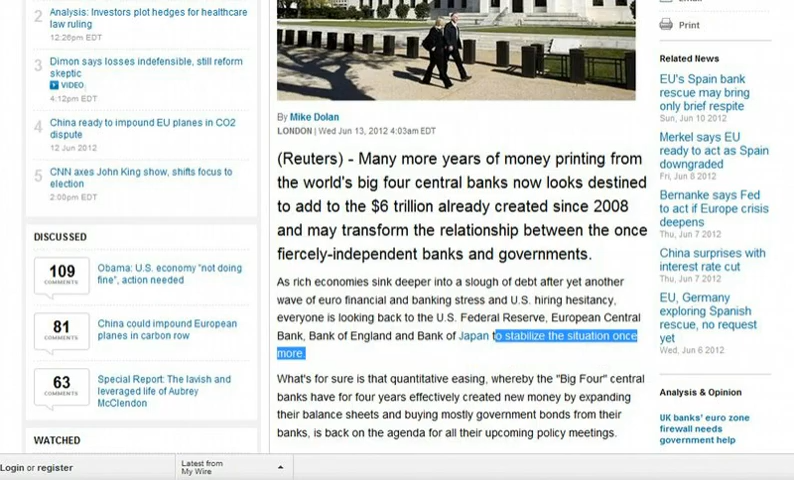 2
Analysis: Investors plot hedges for healthcare
law ruling
12:26pm EDT
3
Dimon says losses indefensible, still reform
skeptic
VIDEO
4:12pm EDT
4
China ready to impound EU planes in CO2
dispute
12 Jun 2012
5
CNN axes John King show, shifts focus to
election
2:00pm EDT
DISCUSSED
109
COMMENTS
Obama: U.S. economy "not doing
fine", action needed
81
COMMENTS
China could impound European
planes in carbon row
63
COMMENTS
Special Report: The lavish and
leveraged life of Aubrey
McClendon
WATCHED
By Mike Dolan
LONDON | Wed Jun 13, 2012 4:03am EDT
(Reuters) - Many more years of money printing from
the world's big four central banks now looks destined
to add to the $6 trillion already created since 2008
and may transform the relationship between the once
fiercely-independent banks and governments.
As rich economies sink deeper into a slough of debt after yet another
wave of euro financial and banking stress and U.S. hiring hesitancy,
everyone is looking back to the U.S. Federal Reserve, European Central
Bank, Bank of England and Bank of Japan to stabilize the situation once
more.
What's for sure is that quantitative easing, whereby the "Big Four" central
banks have for four years effectively created new money by expanding
their balance sheets and buying mostly government bonds from their
banks, is back on the agenda for all their upcoming policy meetings.
Print
Related News
EU's Spain bank
rescue may bring
only brief respite
Sun, Jun 10 2012
Merkel says EU
ready to act as Spain
downgraded
Fri, Jun 8 2012
Bernanke says Fed
to act if Europe crisis
deepens
Thu, Jun 7 2012
China surprises with
interest rate cut
Thu, Jun 7 2012
EU, Germany
exploring Spanish
rescue, no request
yet
Wed, Jun 6 2012
Analysis & Opinion
UK banks' euro zone
firewall needs
government help
Login or register
Latest from
My Wire